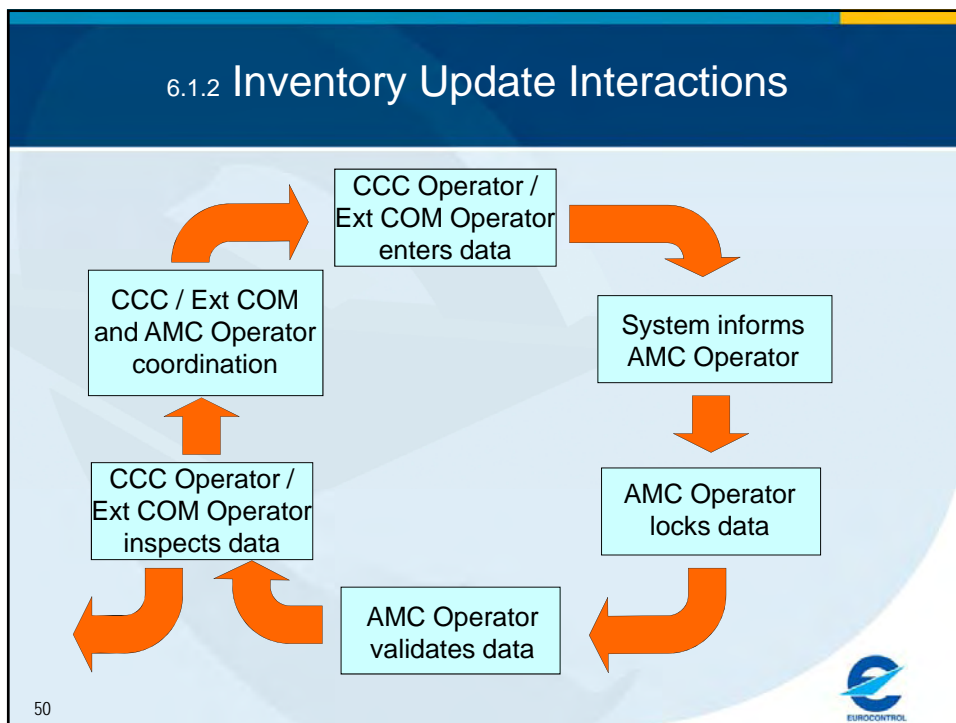 6.1.2 Inventory Update Interactions
CCC Operator /
Ext COM Operator
enters data
System informs
AMC Operator
AMC Operator
locks data
AMC Operator
validates data
CCC Operator /
Ext COM Operator
inspects data
CCC / Ext COM
and AMC Operator
coordination
50
EUROCONTROL